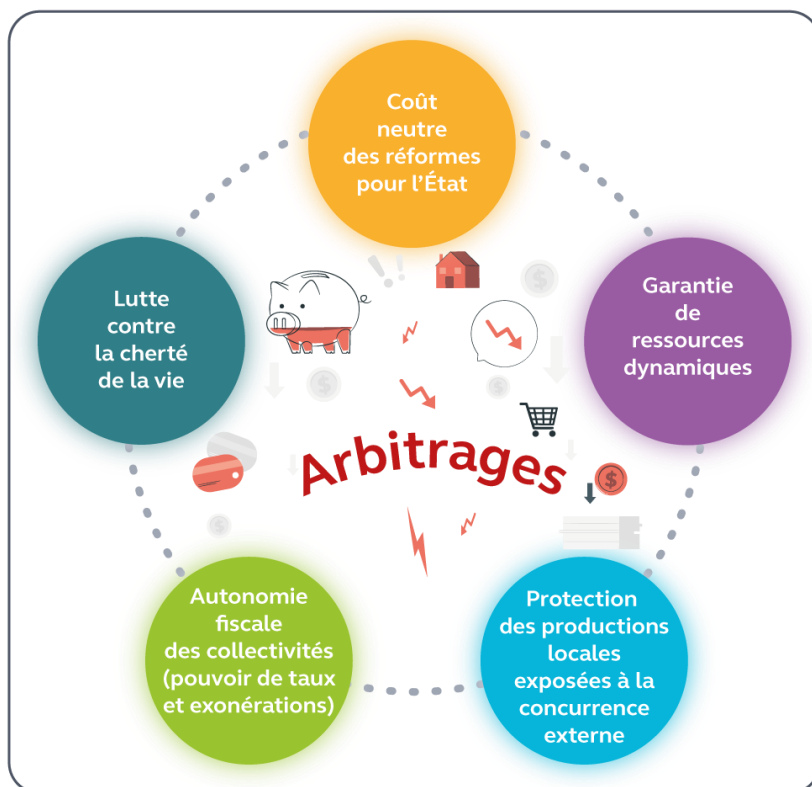 Coût
neutre
des réformes
pour l'État
Lutte
contre
la cherté
de la vie
Garantie
de
ressources
dynamiques
Arbitrages
Autonomie
fiscale
des collectivités
(pouvoir de taux
et exonérations)
Protection
des productions
locales
exposées à la
concurrence
externe